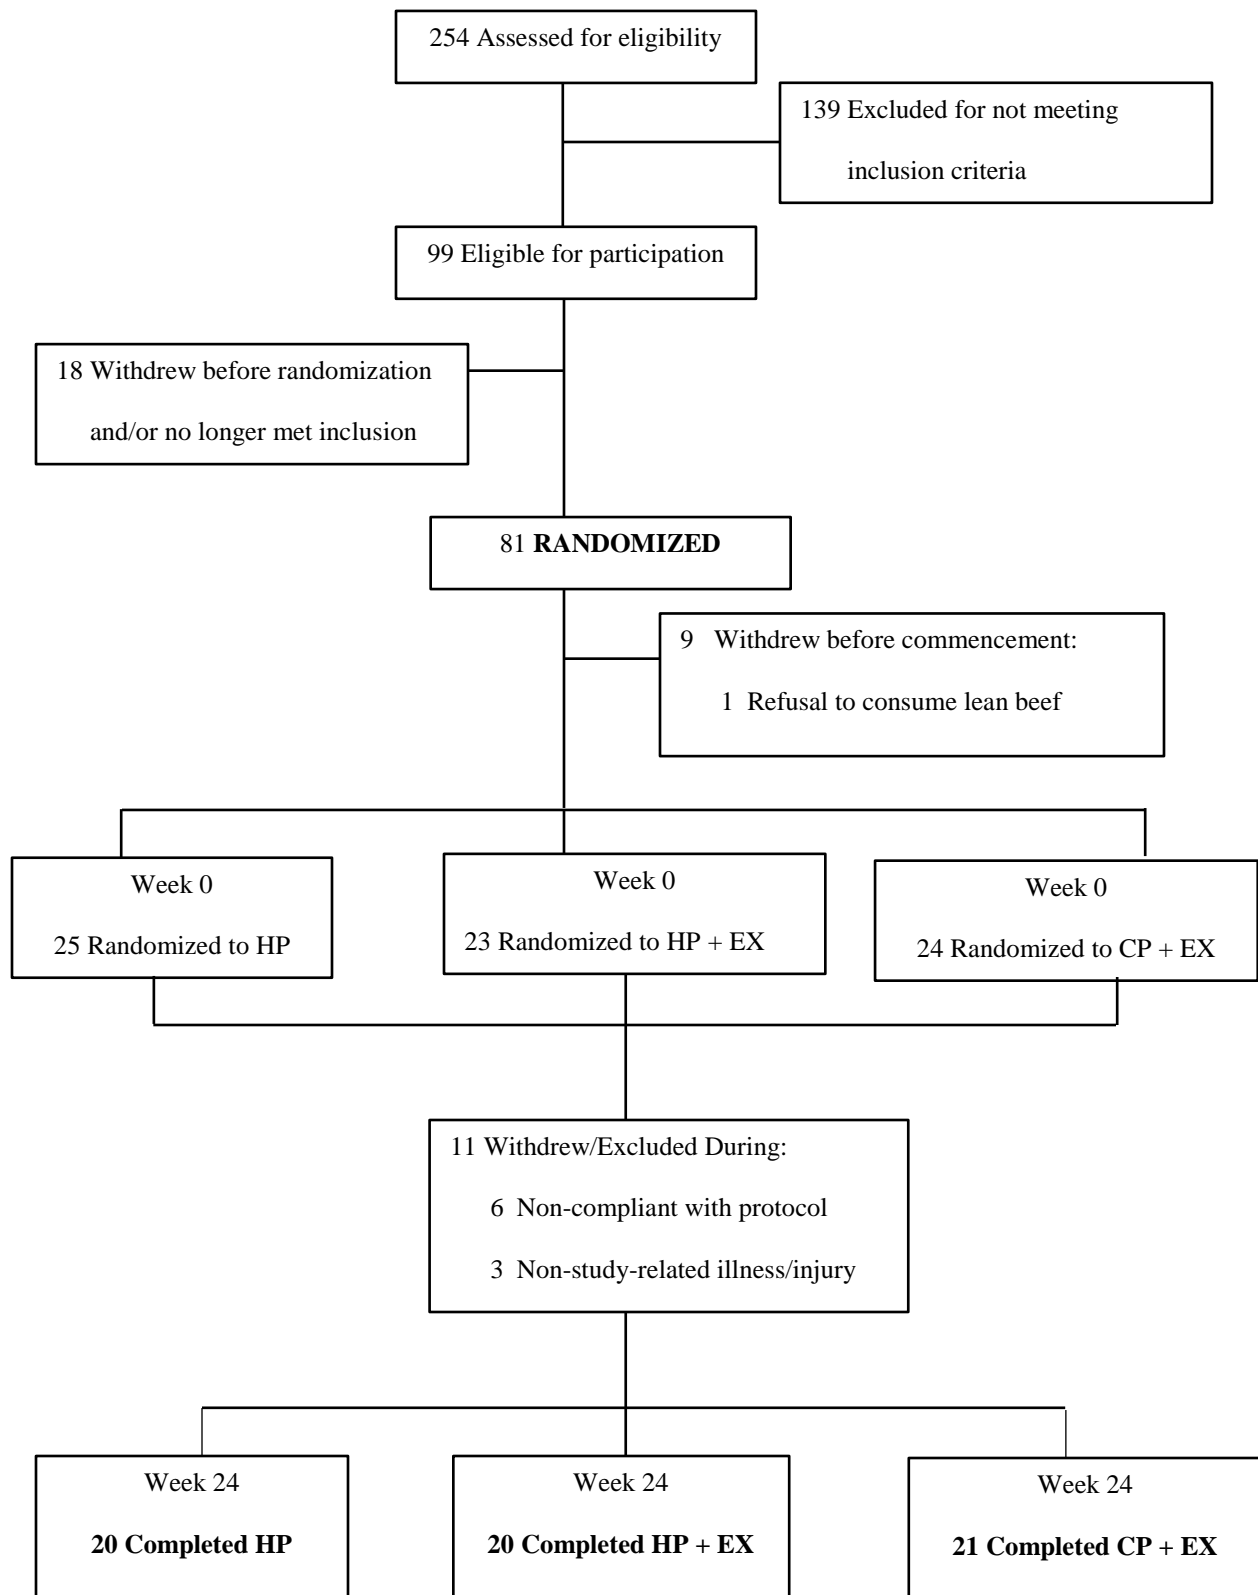 254 Assessed for eligibility
139 Excluded for not meeting
inclusion criteria
99 Eligible for participation
18 Withdrew before randomization
and/or no longer met inclusion
81 RANDOMIZED
9 Withdrew before commencement:
1 Refusal to consume lean beef
Week 0
25 Randomized to HP
Week 0
23 Randomized to HP + EX
Week 0
24 Randomized to CP + EX
11 Withdrew/Excluded During:
6 Non-compliant with protocol
3 Non-study-related illness/injury
Week 24
20 Completed HP
Week 24
20 Completed HP + EX
Week 24
21 Completed CP + EX